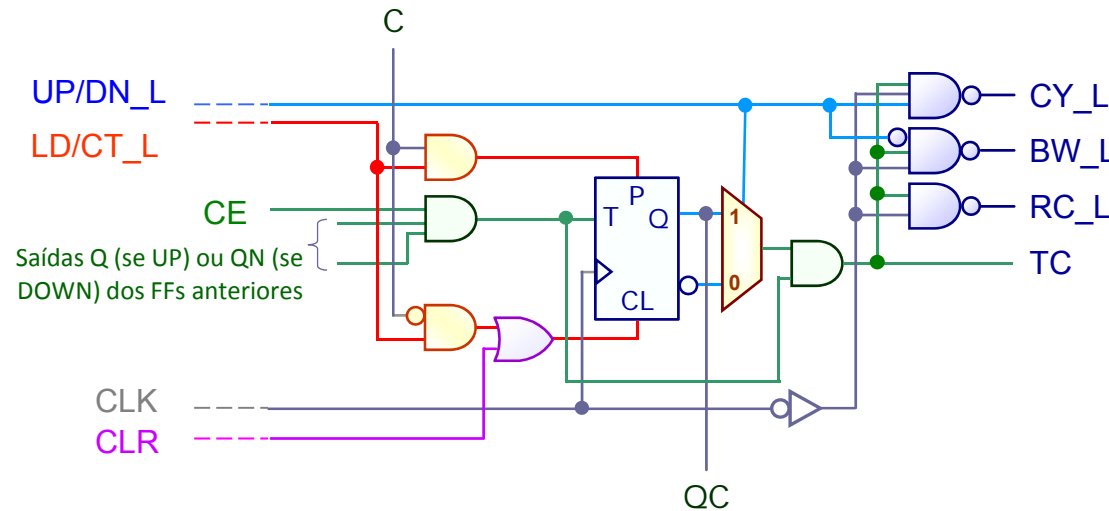 C
UP/DN_L
LD/CT_L
CE
Saídas Q (se UP) ou QN (se
DOWN) dos FFs anteriores
CLK
CLR
P
T
Q
CL
1
0
QC
CY_L
BW_L
RC_L
TC